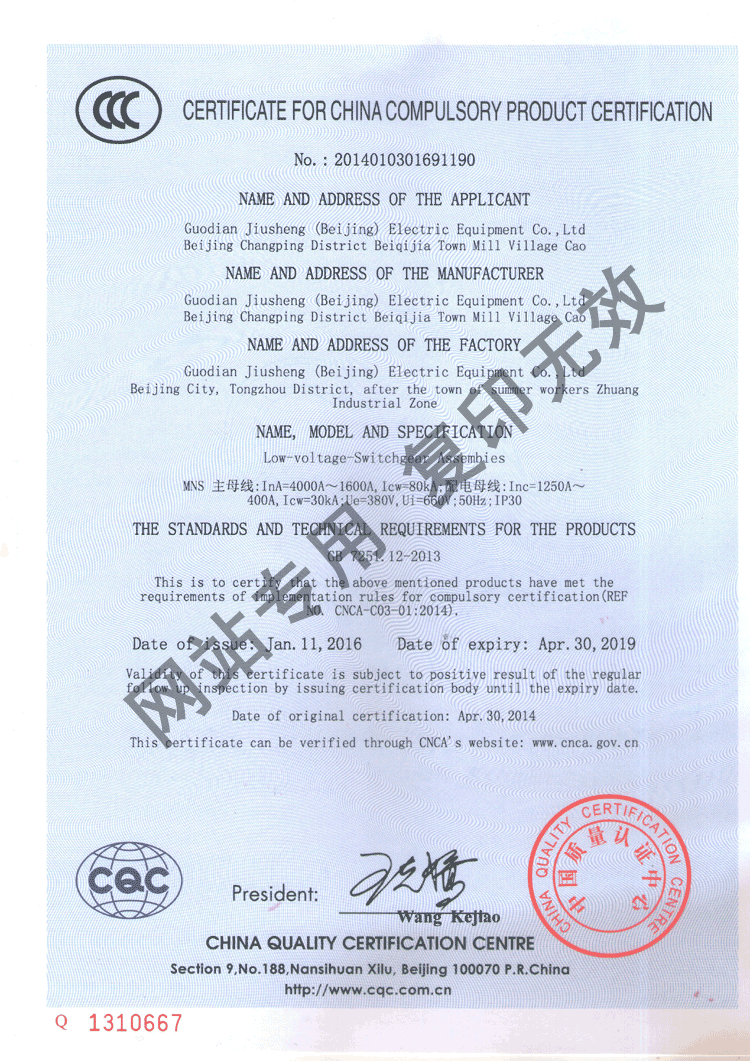 CCC
CERTIFICATE FOR CHINA COMPULSORY PRODUCT CERTIFICATION
No.: 2014010301691190
NAME AND ADDRESS OF THE APPLICANT
Guodian Jiusheng (Beijing) Electric Equipment Co.,Ltd
Beijing Changping District Beiqijia Town Mill Village Cao
NAME AND ADDRESS OF THE MANUFACTURER
Guodian Jiusheng (Beijing) Electric Equipment Co.,Ltd
Beijing Changping District Beiqijia Town Mill Village Cao
NAME AND ADDRESS OF THE FACTORY
Guodian Jiusheng (Beijing) Electric Equipment Co.,Ltd
Beijing City, Tongzhou District, after the town of summer workers Zhuang
Industrial Zone
NAME, MODEL AND SPECIFICATION
Low-voltage-Switchgear Assembies
MNS 主母线:InA=4000A～1600A,Icw=80kA;配电母线:Inc=1250A～
400A,Icw=30kA;Ue=380V,Ui=660V;50Hz;IP30
THE STANDARDS AND TECHNICAL REQUIREMENTS FOR THE PRODUCTS
GB 7251.12-2013
This is to certify that the above mentioned products have met the
requirements of implementation rules for compulsory certification(REF
NO. CNCA-C03-01:2014).
Date of issue: Jan.11,2016 Date of expiry: Apr.30,2019
Validity of this certificate is subject to positive result of the regular
follow up inspection by issuing certification body until the expiry date.
Date of original certification: Apr.30,2014
This certificate can be verified through CNCA's website: www.cnca.gov.cn
网站专用 复印无效
CHINA QUALITY CERTIFICATION CENTRE
中国质量认证中心
CQC
President:
Wang Kejiao
CHINA QUALITY CERTIFICATION CENTRE
Section 9,No.188,Nansihuan Xilu, Beijing 100070 P.R.China
http://www.cqc.com.cn
Q 1310667